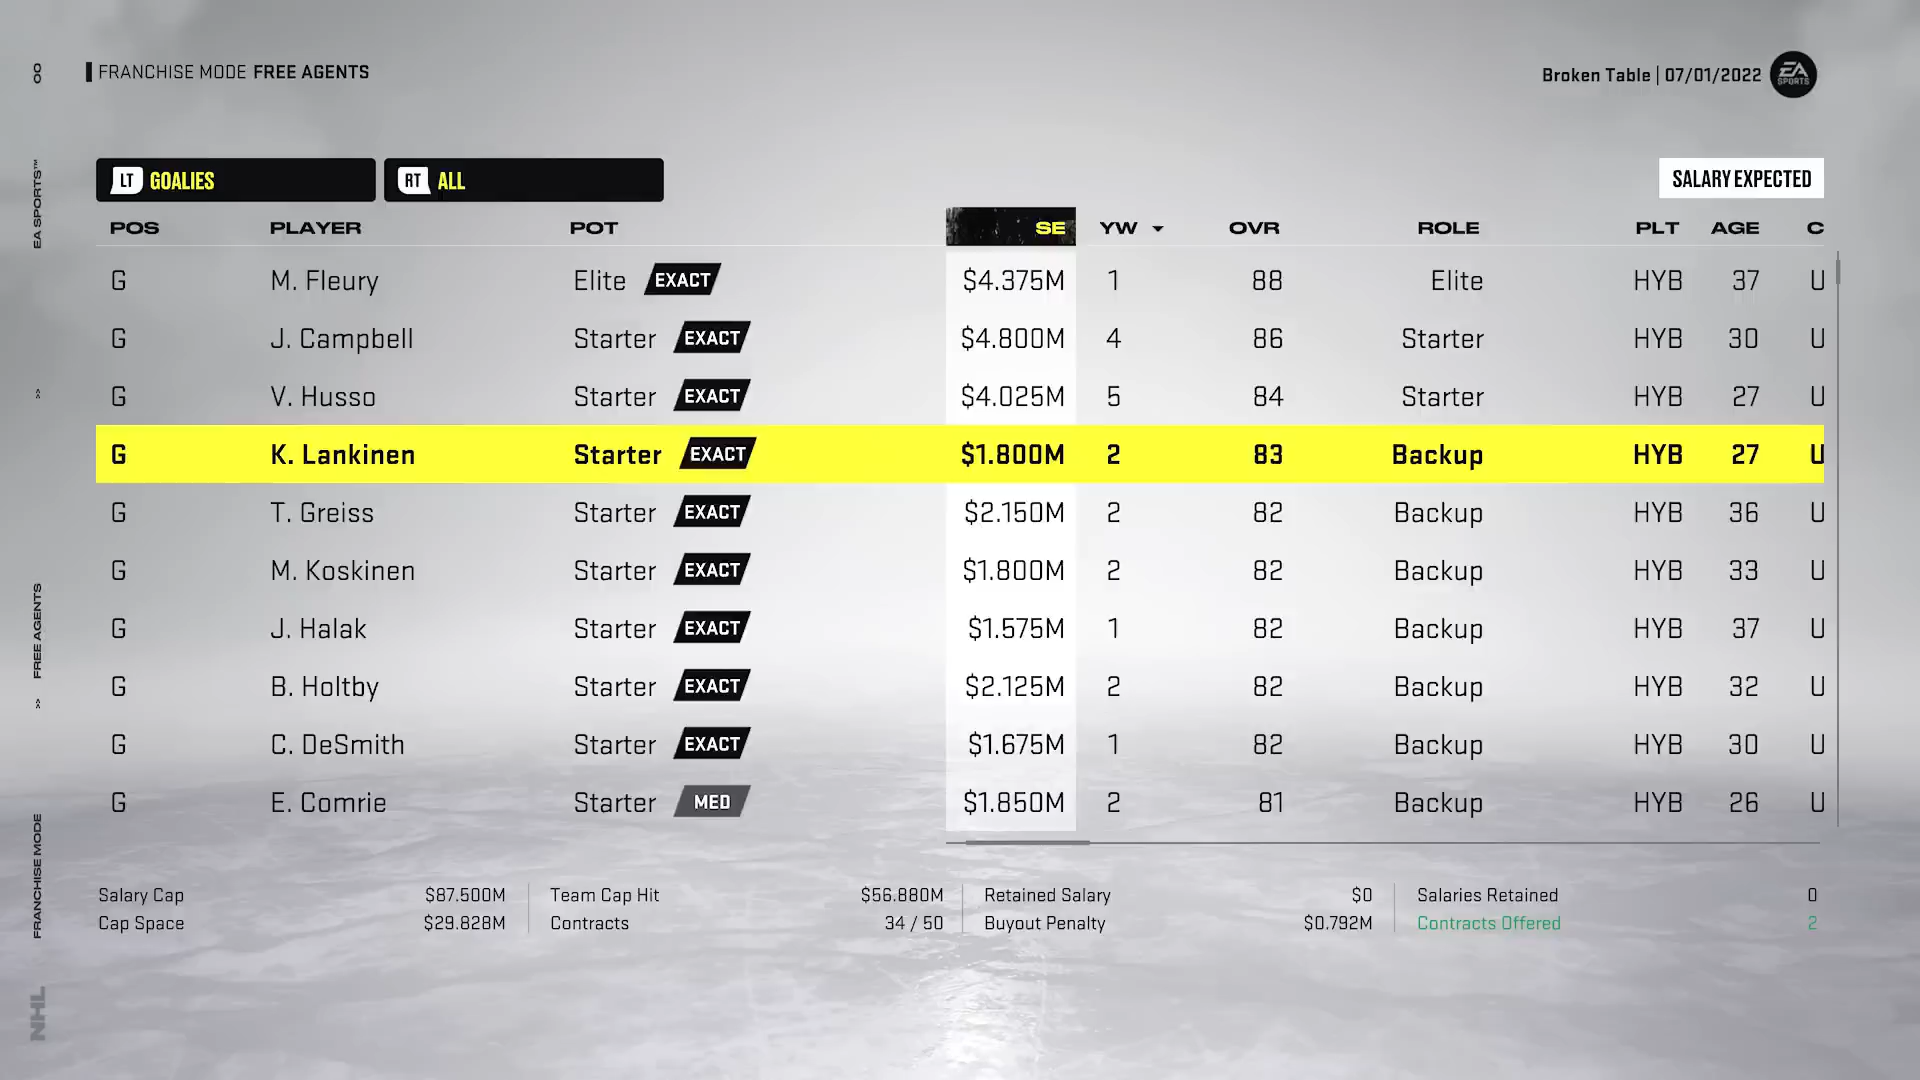 FRANCHISE MODE FREE AGENTS
Broken Table | 07/01/2022
EA SPORTS
LT GOALIES
RT ALL
SALARY EXPECTED
POS PLAYER POT SE YW OVR ROLE PLT AGE C
G M. Fleury Elite EXACT $4.375M 1 88 Elite HYB 37 U
G J. Campbell Starter EXACT $4.800M 4 86 Starter HYB 30 U
G V. Husso Starter EXACT $4.025M 5 84 Starter HYB 27 U
G K. Lankinen Starter EXACT $1.800M 2 83 Backup HYB 27 U
G T. Greiss Starter EXACT $2.150M 2 82 Backup HYB 36 U
G M. Koskinen Starter EXACT $1.800M 2 82 Backup HYB 33 U
G J. Halak Starter EXACT $1.575M 1 82 Backup HYB 37 U
G B. Holtby Starter EXACT $2.125M 2 82 Backup HYB 32 U
G C. DeSmith Starter EXACT $1.675M 1 82 Backup HYB 30 U
G E. Comrie Starter MED $1.850M 2 81 Backup HYB 26 U
Salary Cap $87.500M Team Cap Hit $56.880M Retained Salary $0 Salaries Retained 0
Cap Space $29.828M Contracts 34 / 50 Buyout Penalty $0.792M Contracts Offered 2
NHL FRANCHISE MODE >> FREE AGENTS >> EA SPORTS™ 00